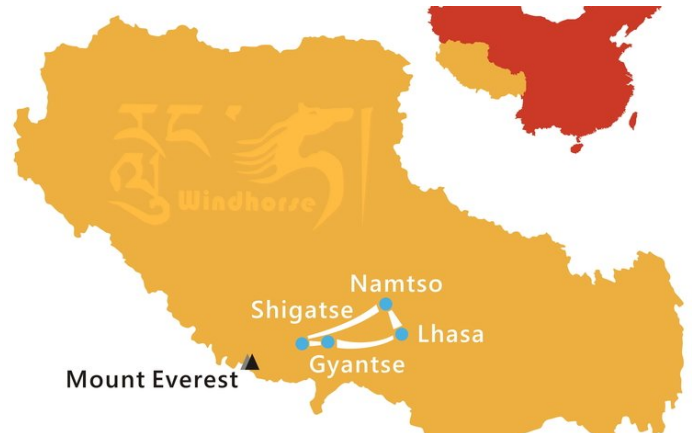 Windhorse
Namtso
Shigatse
Lhasa
Gyantse
Mount Everest